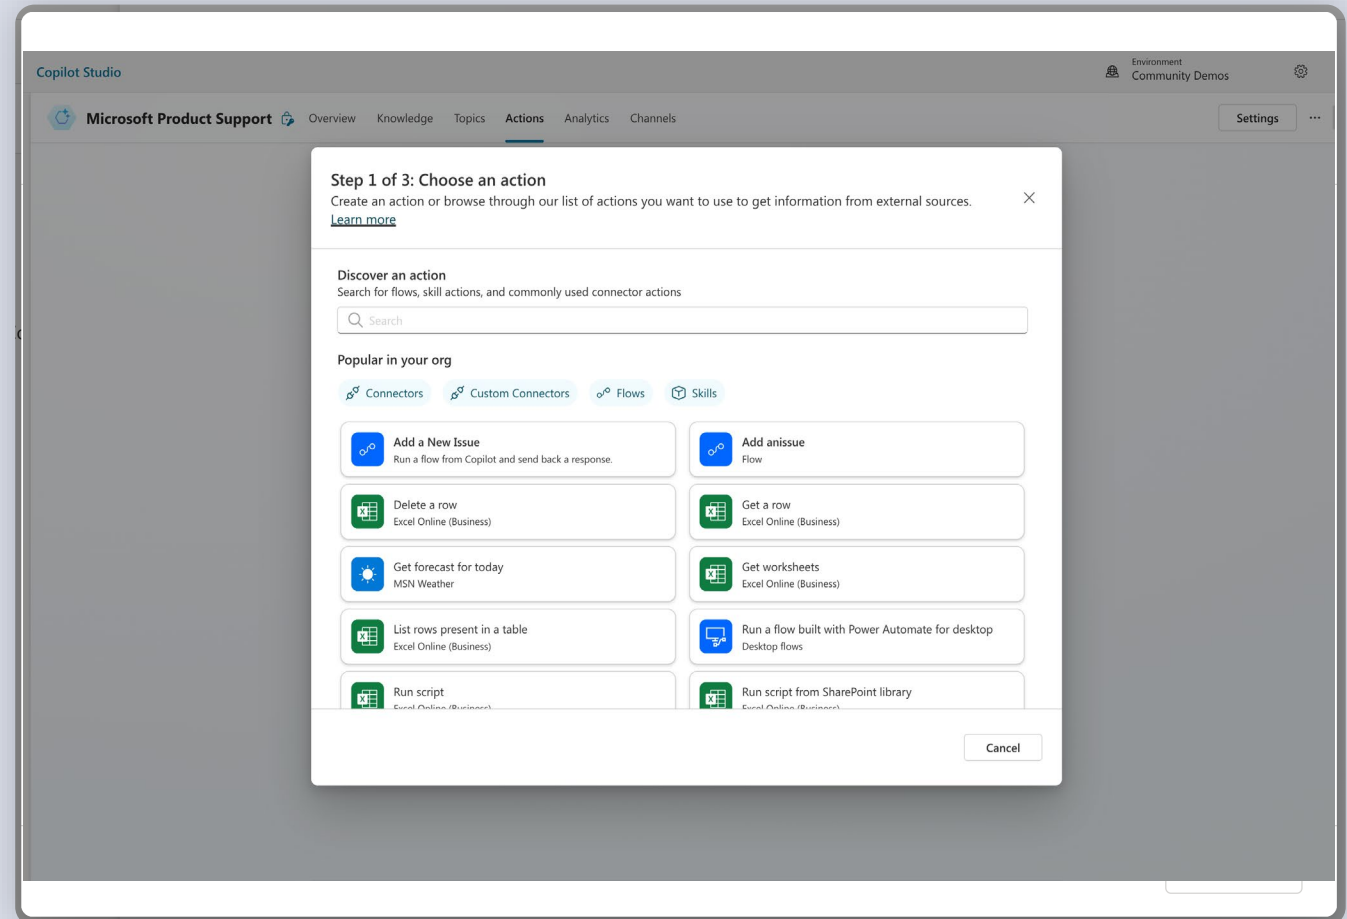 Copilot Studio
Environment
Community Demos
Microsoft Product Support
Overview
Knowledge
Topics
Actions
Analytics
Channels
Settings
Step 1 of 3: Choose an action
Create an action or browse through our list of actions you want to use to get information from external sources.
Learn more
Discover an action
Search for flows, skill actions, and commonly used connector actions
Search
Popular in your org
Connectors
Custom Connectors
Flows
Skills
Add a New Issue
Run a flow from Copilot and send back a response.
Add anissue
Flow
Delete a row
Excel Online (Business)
Get a row
Excel Online (Business)
Get forecast for today
MSN Weather
Get worksheets
Excel Online (Business)
List rows present in a table
Excel Online (Business)
Run a flow built with Power Automate for desktop
Desktop flows
Run script
Excel Online (Business)
Run script from SharePoint library
Excel Online (Business)
Cancel